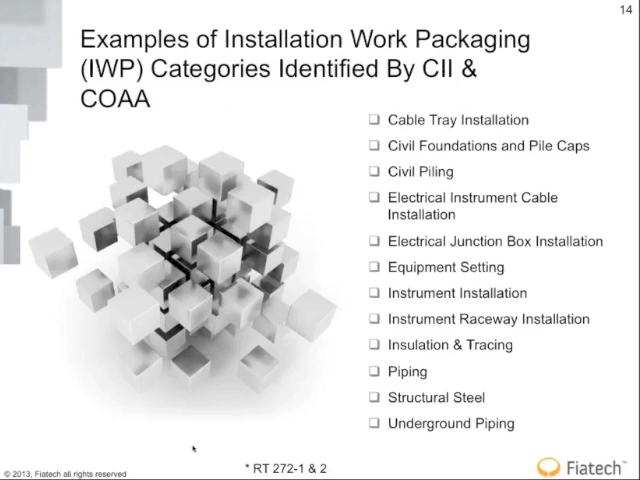 14
Examples of Installation Work Packaging
(IWP) Categories Identified By CII &
COAA
❑ Cable Tray Installation
❑ Civil Foundations and Pile Caps
❑ Civil Piling
❑ Electrical Instrument Cable
Installation
❑ Electrical Junction Box Installation
❑ Equipment Setting
❑ Instrument Installation
❑ Instrument Raceway Installation
❑ Insulation & Tracing
❑ Piping
❑ Structural Steel
❑ Underground Piping
* RT 272-1 & 2
© 2013, Fiatech all rights reserved
Fiatech